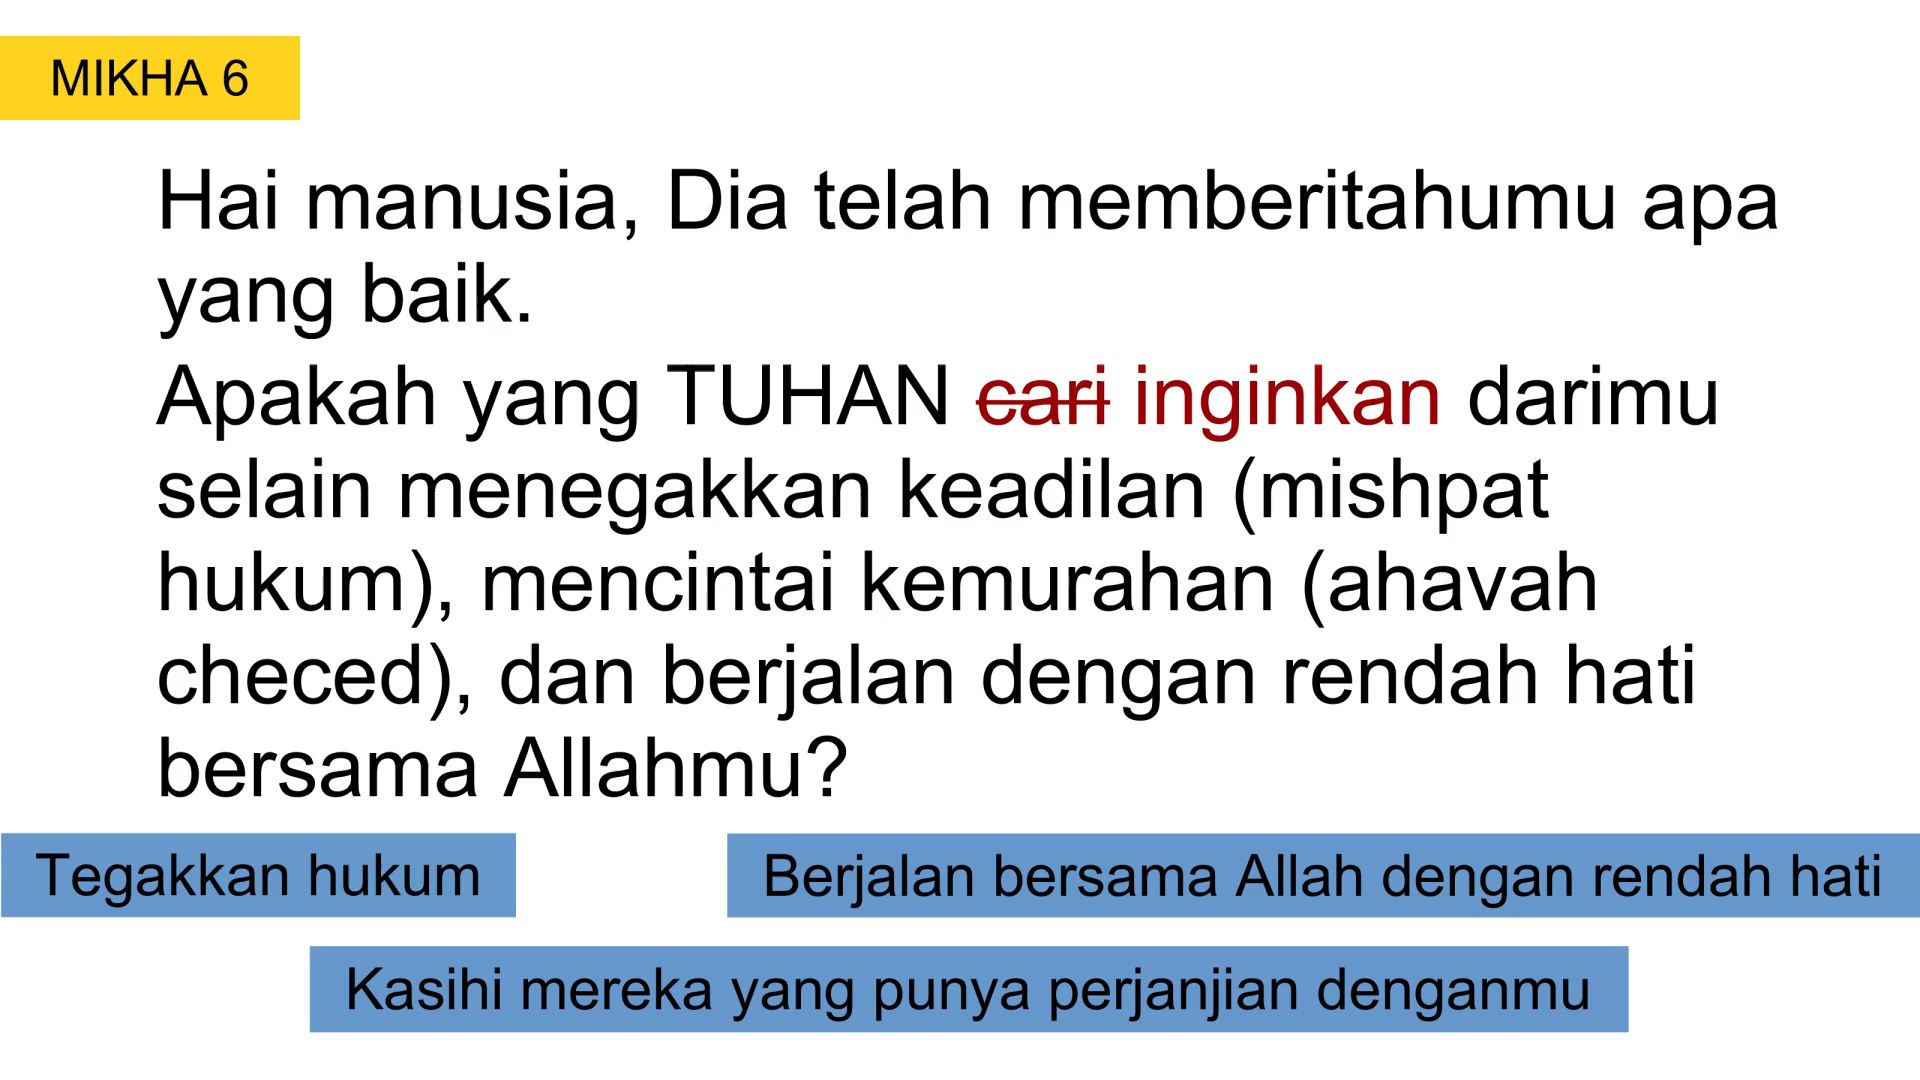 MIKHA 6
Hai manusia, Dia telah memberitahumu apa
yang baik.
Apakah yang TUHAN cari inginkan darimu
selain menegakkan keadilan (mishpat
hukum), mencintai kemurahan (ahavah
checed), dan berjalan dengan rendah hati
bersama Allahmu?
Tegakkan hukum
Berjalan bersama Allah dengan rendah hati
Kasihi mereka yang punya perjanjian denganmu